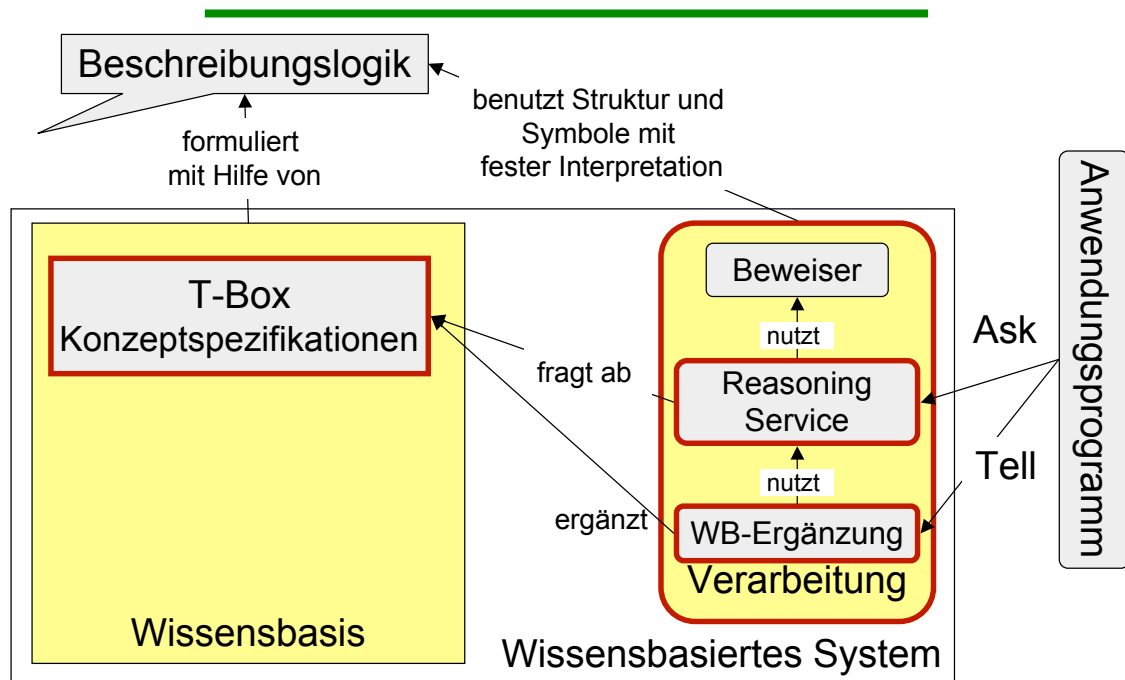 Beschreibungslogik
benutzt Struktur und
Symbole mit
fester Interpretation
formuliert
mit Hilfe von
Anwendungsprogramm
T-Box
Konzeptspezifikationen
Beweiser
nutzt
Ask
fragt ab
Reasoning
Service
Tell
nutzt
ergänzt
WB-Ergänzung
Verarbeitung
Wissensbasis
Wissensbasiertes System